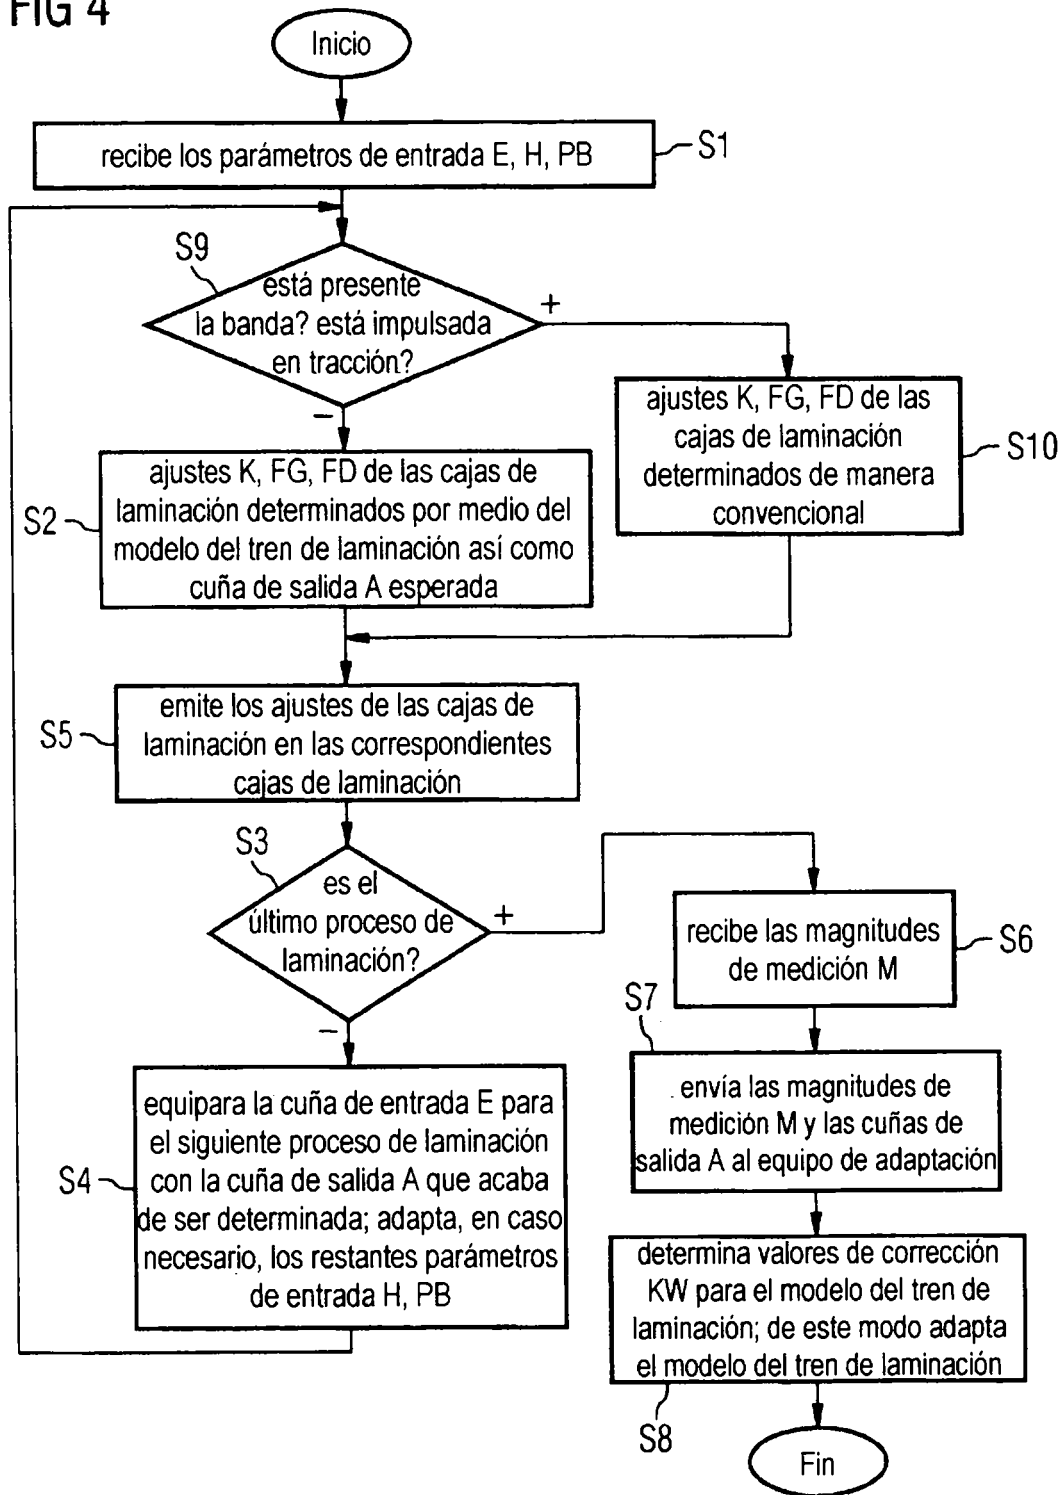 FIG 4
Inicio
recibe los parámetros de entrada E, H, PB
S1
S9
está presente
la banda? está impulsada
en tracción?
+
–
ajustes K, FG, FD de las
cajas de laminación
determinados de manera
convencional
S10
ajustes K, FG, FD de las cajas de
laminación determinados por medio del
modelo del tren de laminación así como
cuña de salida A esperada
S2
emite los ajustes de las cajas de
laminación en las correspondientes
cajas de laminación
S5
S3
es el
último proceso de
laminación?
+
–
recibe las magnitudes
de medición M
S6
S7
envía las magnitudes de
medición M y las cuñas de
salida A al equipo de adaptación
equipara la cuña de entrada E para
el siguiente proceso de laminación
con la cuña de salida A que acaba
de ser determinada; adapta, en caso
necesario, los restantes parámetros
de entrada H, PB
S4
determina valores de corrección
KW para el modelo del tren de
laminación; de este modo adapta
el modelo del tren de laminación
S8
Fin